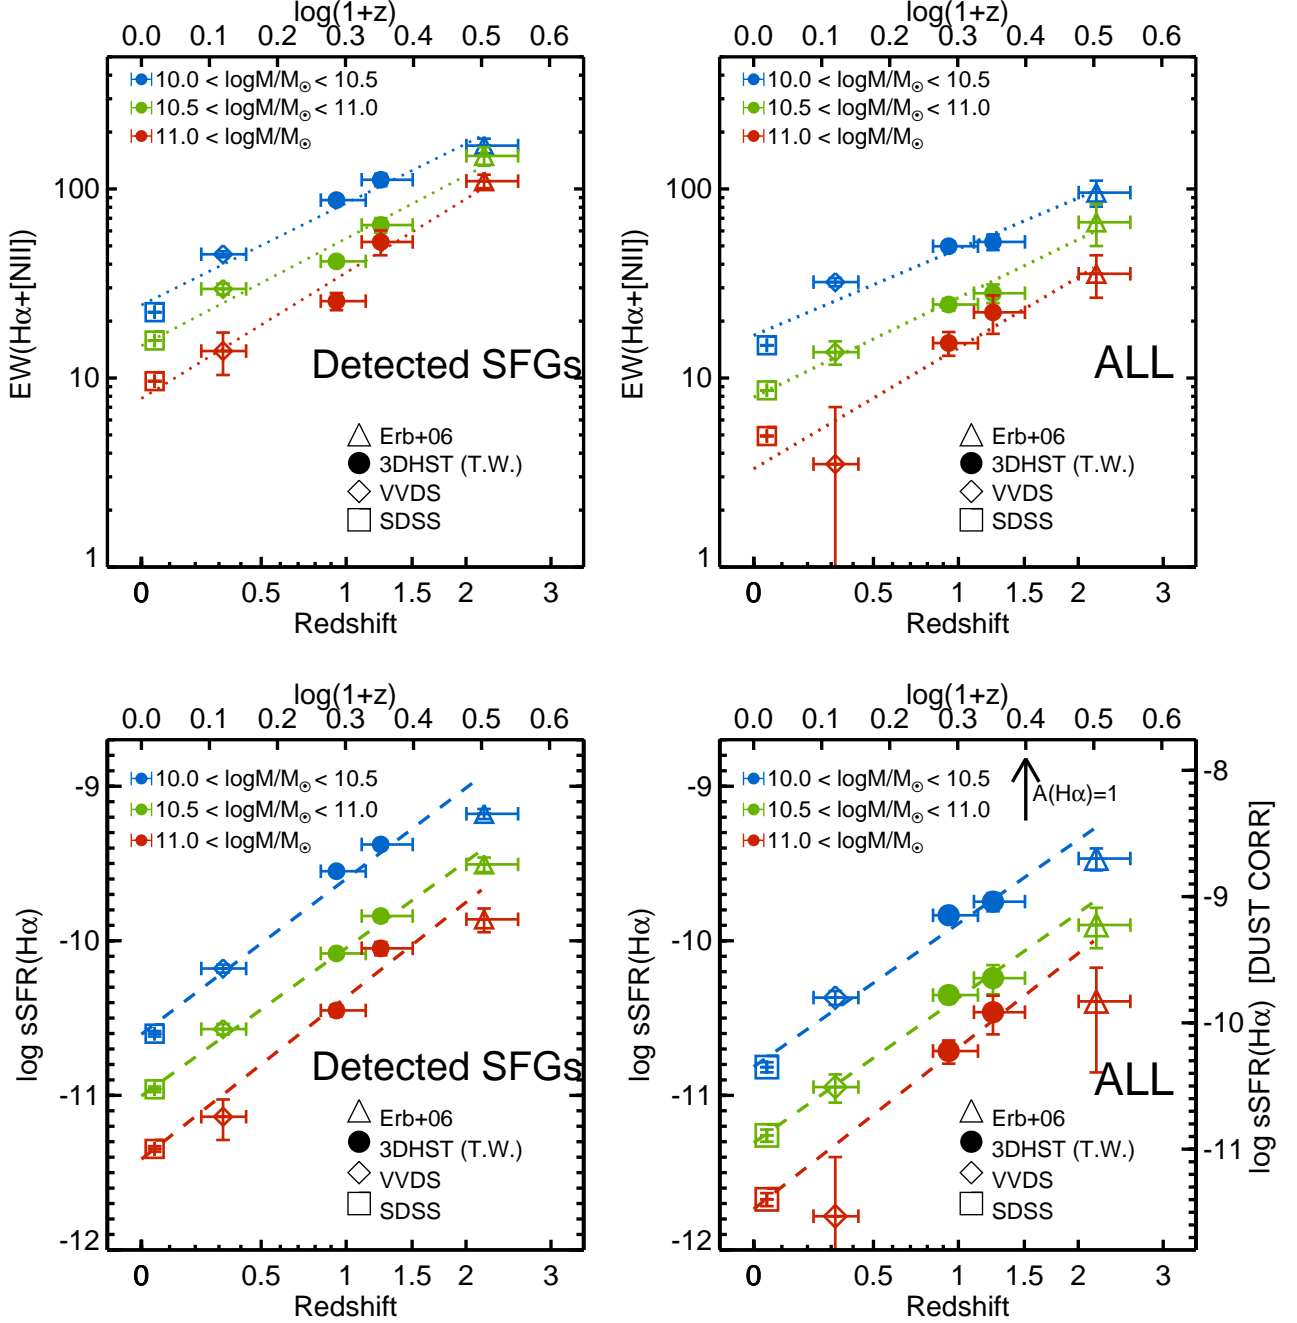 log(1+z)
0.0 0.1 0.2 0.3 0.4 0.5 0.6
10.0 < logM/M⊙ < 10.5
10.5 < logM/M⊙ < 11.0
11.0 < logM/M⊙
100
10
1
EW(Hα+[NII])
Detected SFGs
Erb+06
3DHST (T.W.)
VVDS
SDSS
0 0.5 1 1.5 2 3
Redshift
log(1+z)
0.0 0.1 0.2 0.3 0.4 0.5 0.6
10.0 < logM/M⊙ < 10.5
10.5 < logM/M⊙ < 11.0
11.0 < logM/M⊙
100
10
1
EW(Hα+[NII])
ALL
Erb+06
3DHST (T.W.)
VVDS
SDSS
0 0.5 1 1.5 2 3
Redshift
log(1+z)
0.0 0.1 0.2 0.3 0.4 0.5 0.6
10.0 < logM/M⊙ < 10.5
10.5 < logM/M⊙ < 11.0
11.0 < logM/M⊙
-9
-10
-11
-12
log sSFR(Hα)
Detected SFGs
Erb+06
3DHST (T.W.)
VVDS
SDSS
0 0.5 1 1.5 2 3
Redshift
log(1+z)
0.0 0.1 0.2 0.3 0.4 0.5 0.6
10.0 < logM/M⊙ < 10.5
10.5 < logM/M⊙ < 11.0
11.0 < logM/M⊙
A(Hα)=1
-9
-10
-11
-12
log sSFR(Hα)
ALL
Erb+06
3DHST (T.W.)
VVDS
SDSS
-8
-9
-10
-11
log sSFR(Hα) [DUST CORR]
0 0.5 1 1.5 2 3
Redshift